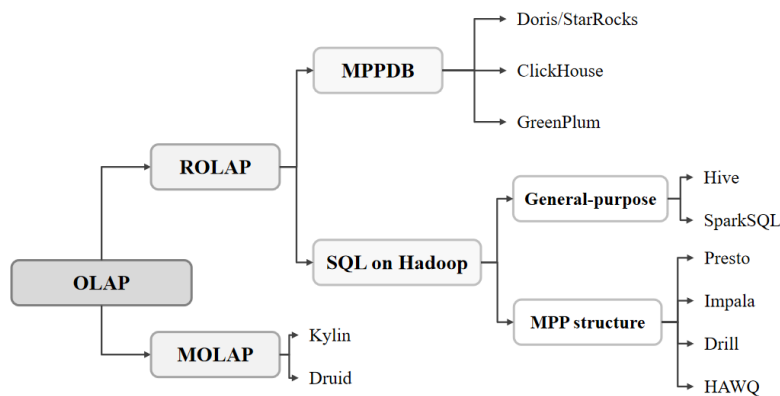 Doris/StarRocks
MPPDB
ClickHouse
GreenPlum
ROLAP
Hive
General-purpose
SparkSQL
SQL on Hadoop
Presto
OLAP
Impala
MPP structure
Kylin
Drill
MOLAP
Druid
HAWQ